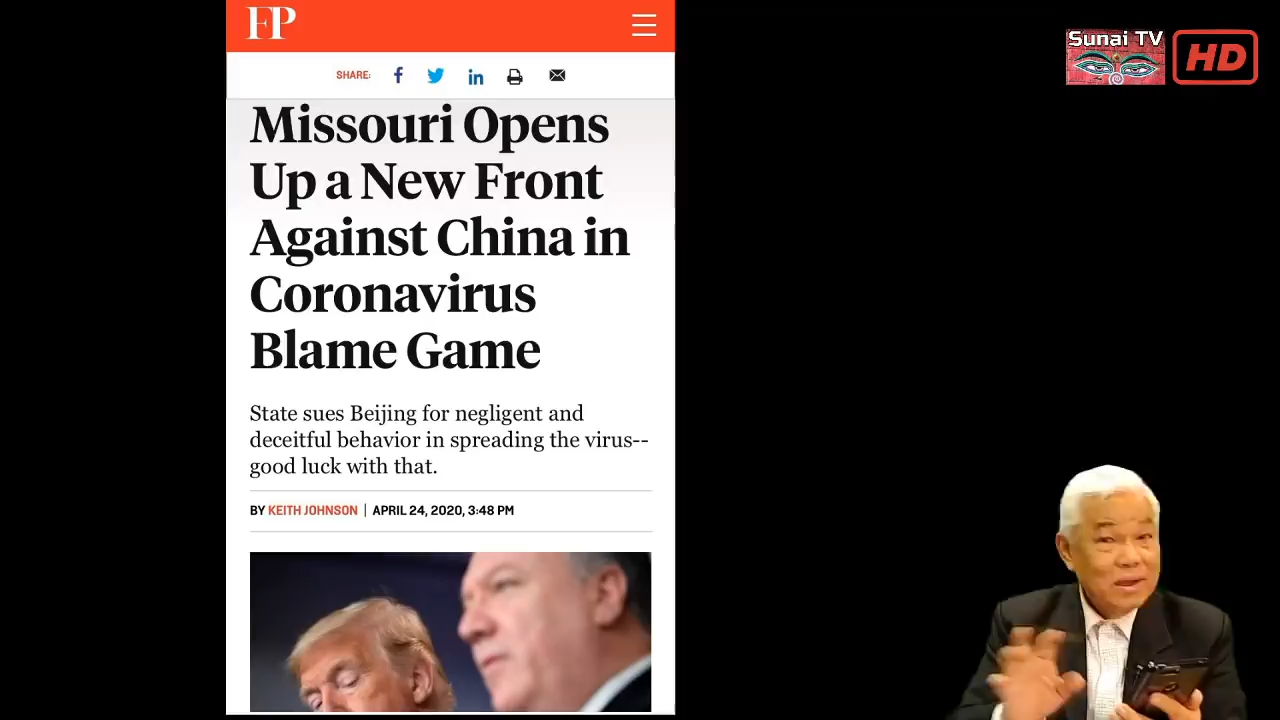 FP
Sunai TV
HD
SHARE:
Missouri Opens
Up a New Front
Against China in
Coronavirus
Blame Game
State sues Beijing for negligent and
deceitful behavior in spreading the virus--
good luck with that.
BY KEITH JOHNSON | APRIL 24, 2020, 3:48 PM